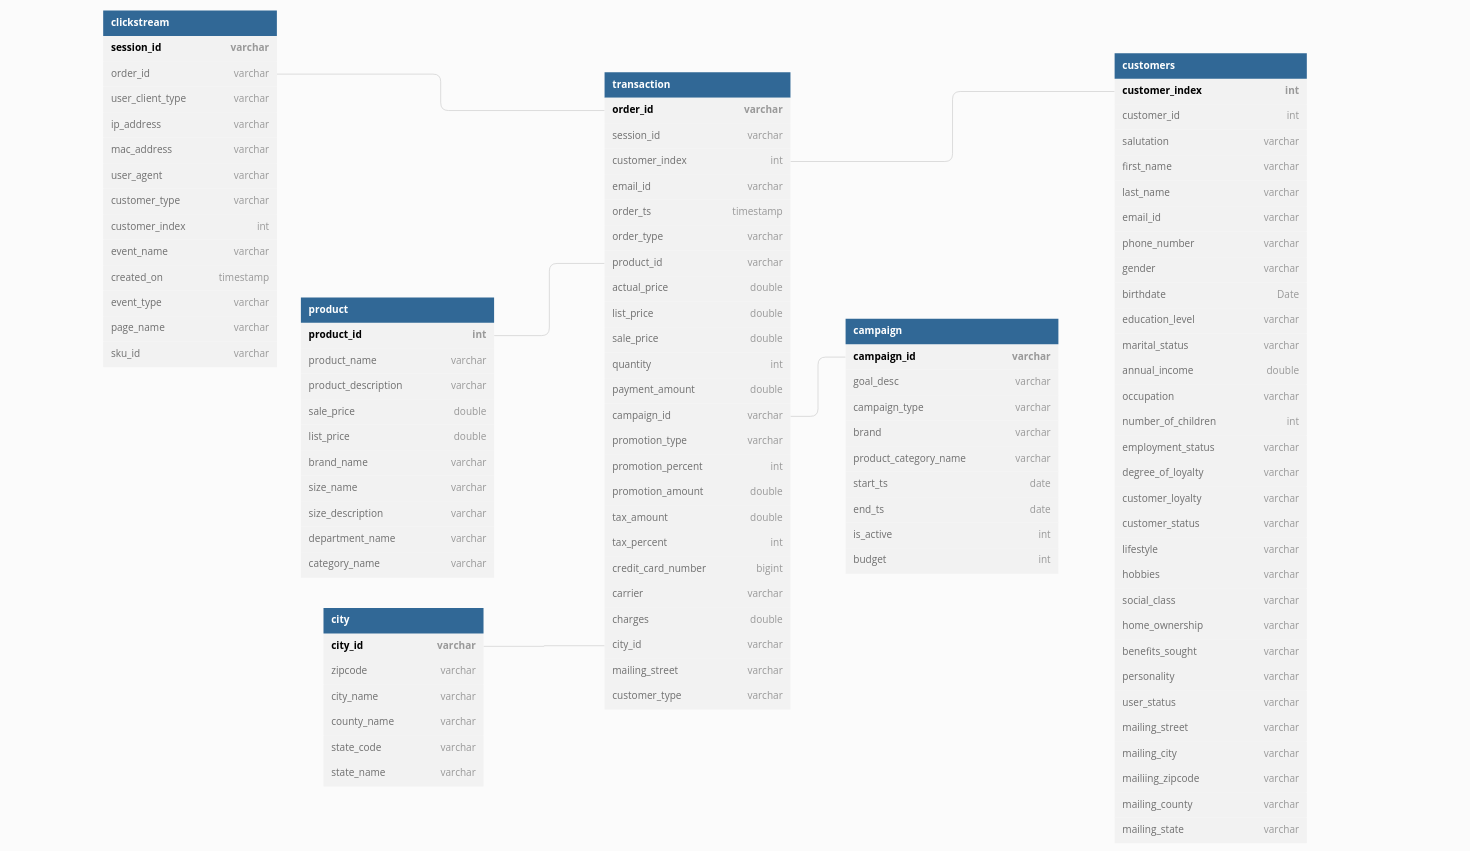 clickstream
session_id varchar
order_id varchar
user_client_type varchar
ip_address varchar
mac_address varchar
user_agent varchar
customer_type varchar
customer_index int
event_name varchar
created_on timestamp
event_type varchar
page_name varchar
sku_id varchar
product
product_id int
product_name varchar
product_description varchar
sale_price double
list_price double
brand_name varchar
size_name varchar
size_description varchar
department_name varchar
category_name varchar
city
city_id varchar
zipcode varchar
city_name varchar
county_name varchar
state_code varchar
state_name varchar
transaction
order_id varchar
session_id varchar
customer_index int
email_id varchar
order_ts timestamp
order_type varchar
product_id varchar
actual_price double
list_price double
sale_price double
quantity int
payment_amount double
campaign_id varchar
promotion_type varchar
promotion_percent int
promotion_amount double
tax_amount double
tax_percent int
credit_card_number bigint
carrier varchar
charges double
city_id varchar
mailing_street varchar
customer_type varchar
campaign
campaign_id varchar
goal_desc varchar
campaign_type varchar
brand varchar
product_category_name varchar
start_ts date
end_ts date
is_active int
budget int
customers
customer_index int
customer_id int
salutation varchar
first_name varchar
last_name varchar
email_id varchar
phone_number varchar
gender varchar
birthdate Date
education_level varchar
marital_status varchar
annual_income double
occupation varchar
number_of_children int
employment_status varchar
degree_of_loyalty varchar
customer_loyalty varchar
customer_status varchar
lifestyle varchar
hobbies varchar
social_class varchar
home_ownership varchar
benefits_sought varchar
personality varchar
user_status varchar
mailing_street varchar
mailing_city varchar
mailiing_zipcode varchar
mailing_county varchar
mailing_state varchar